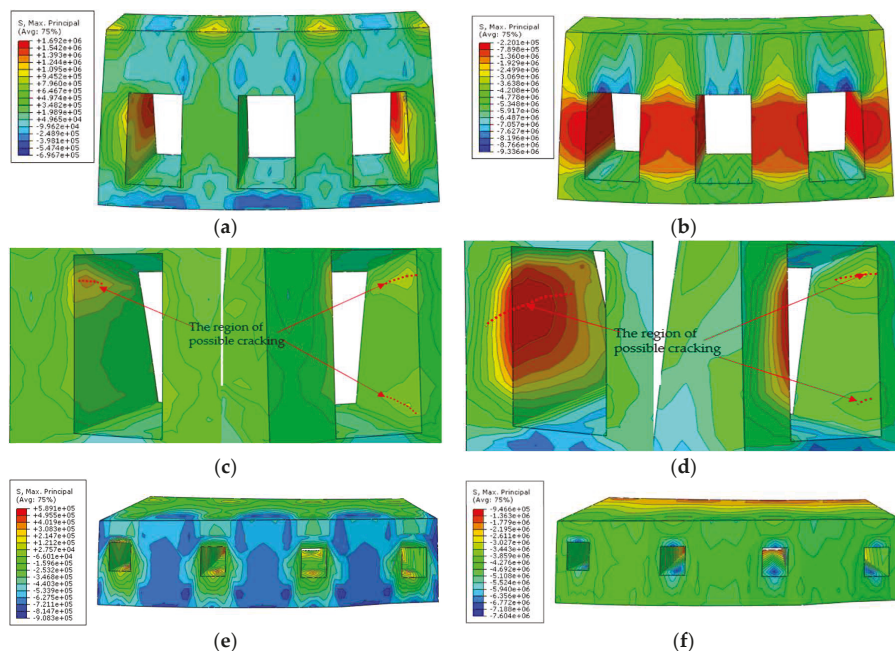 S, Max. Principal
(Avg: 75%)
+1.692e+06
+1.542e+06
+1.393e+06
+1.244e+06
+1.095e+06
+9.452e+05
+7.960e+05
+6.467e+05
+4.974e+05
+3.482e+05
+1.989e+05
+4.965e+04
-9.962e+04
-2.489e+05
-3.981e+05
-5.474e+05
-6.967e+05
(a)
S, Max. Principal
(Avg: 75%)
-2.201e+05
-7.898e+05
-1.360e+06
-1.929e+06
-2.499e+06
-3.069e+06
-3.638e+06
-4.208e+06
-4.778e+06
-5.348e+06
-5.917e+06
-6.487e+06
-7.057e+06
-7.627e+06
-8.196e+06
-8.766e+06
-9.336e+06
(b)
The region of
possible cracking
(c)
The region of
possible cracking
(d)
S, Max. Principal
(Avg: 75%)
+5.891e+05
+4.955e+05
+4.019e+05
+3.083e+05
+2.147e+05
+1.212e+05
+2.757e+04
-6.601e+04
-1.596e+05
-2.532e+05
-3.468e+05
-4.403e+05
-5.339e+05
-6.275e+05
-7.211e+05
-8.147e+05
-9.083e+05
(e)
S, Max. Principal
(Avg: 75%)
-9.466e+05
-1.363e+06
-1.779e+06
-2.195e+06
-2.611e+06
-3.027e+06
-3.443e+06
-3.859e+06
-4.276e+06
-4.692e+06
-5.108e+06
-5.524e+06
-5.940e+06
-6.356e+06
-6.772e+06
-7.188e+06
-7.604e+06
(f)